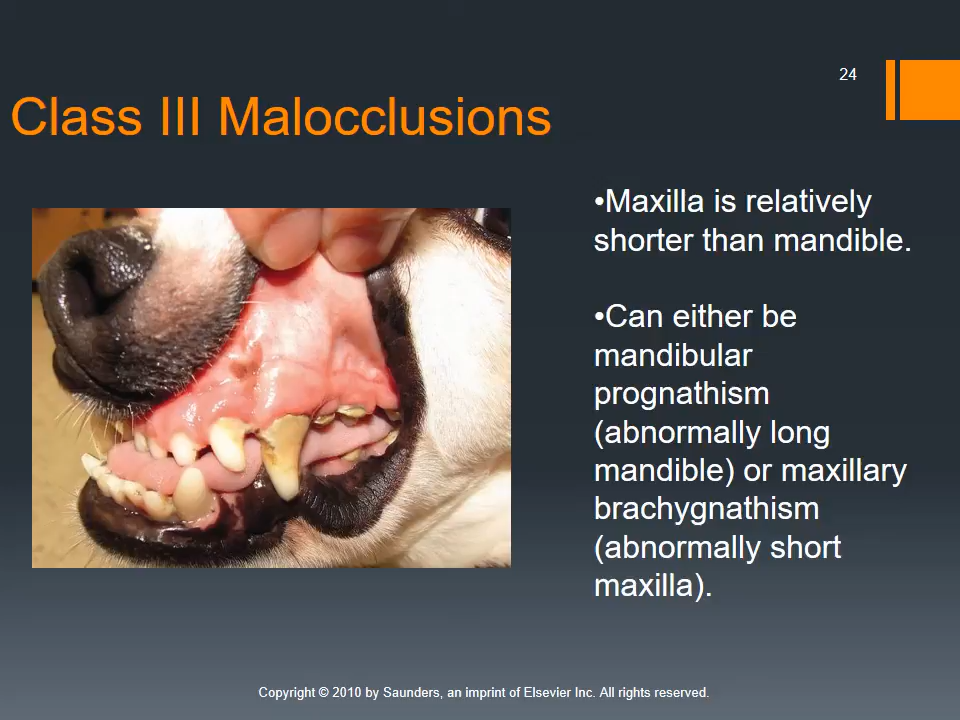 24
Class III Malocclusions
•Maxilla is relatively
shorter than mandible.
•Can either be
mandibular
prognathism
(abnormally long
mandible) or maxillary
brachygnathism
(abnormally short
maxilla).
Copyright © 2010 by Saunders, an imprint of Elsevier Inc. All rights reserved.